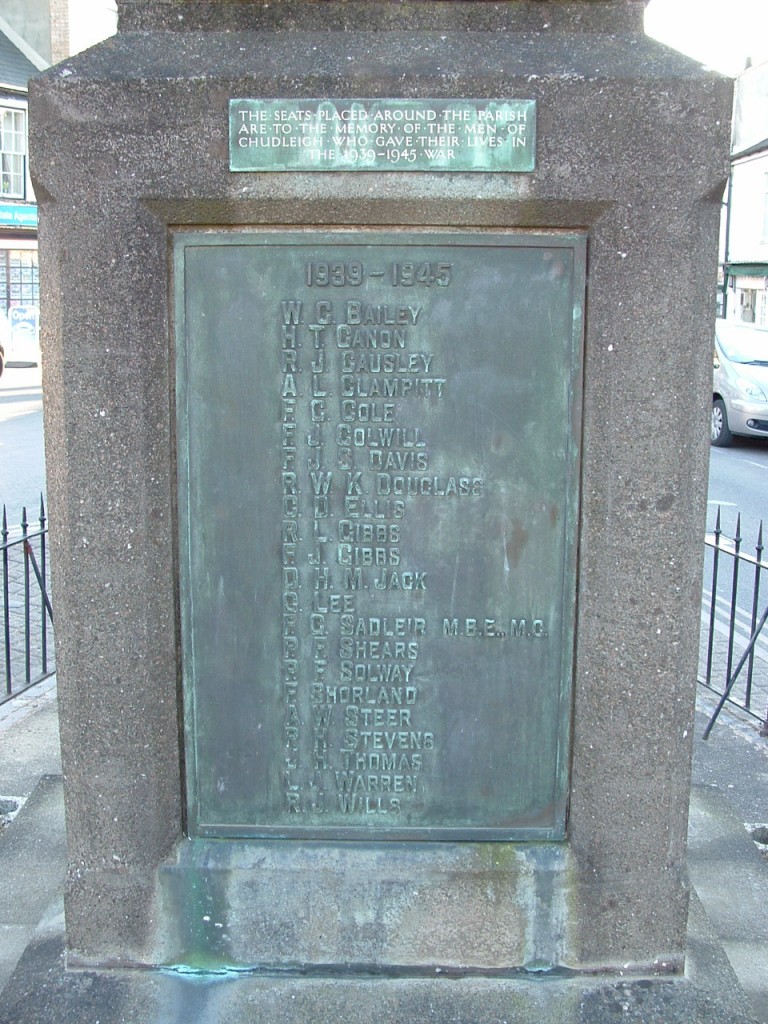 THE·SEATS·PLACED·AROUND·THE·PARISH
ARE·TO·THE·MEMORY·OF·THE·MEN·OF
CHUDLEIGH·WHO·GAVE·THEIR·LIVES·IN
THE·1939-1945·WAR
1939-1945
W. C. BAILEY
H. T. CANON
R. J. CAUSLEY
A. L. CLAMPITT
F. C. COLE
F. J. COLWILL
F. J. S. DAVIS
R. W. K. DOUGLASS
C. D. ELLIS
R. L. GIBBS
F. J. GIBBS
D. H. M. JACK
G. LEE
SADLEIR M.B.E., M.C.
SHEARS
F. SOLWAY
SHORLAND
A. W. STEER
H. STEVENS
J. H. THOMAS
L. J. WARREN
R. J. WILLS